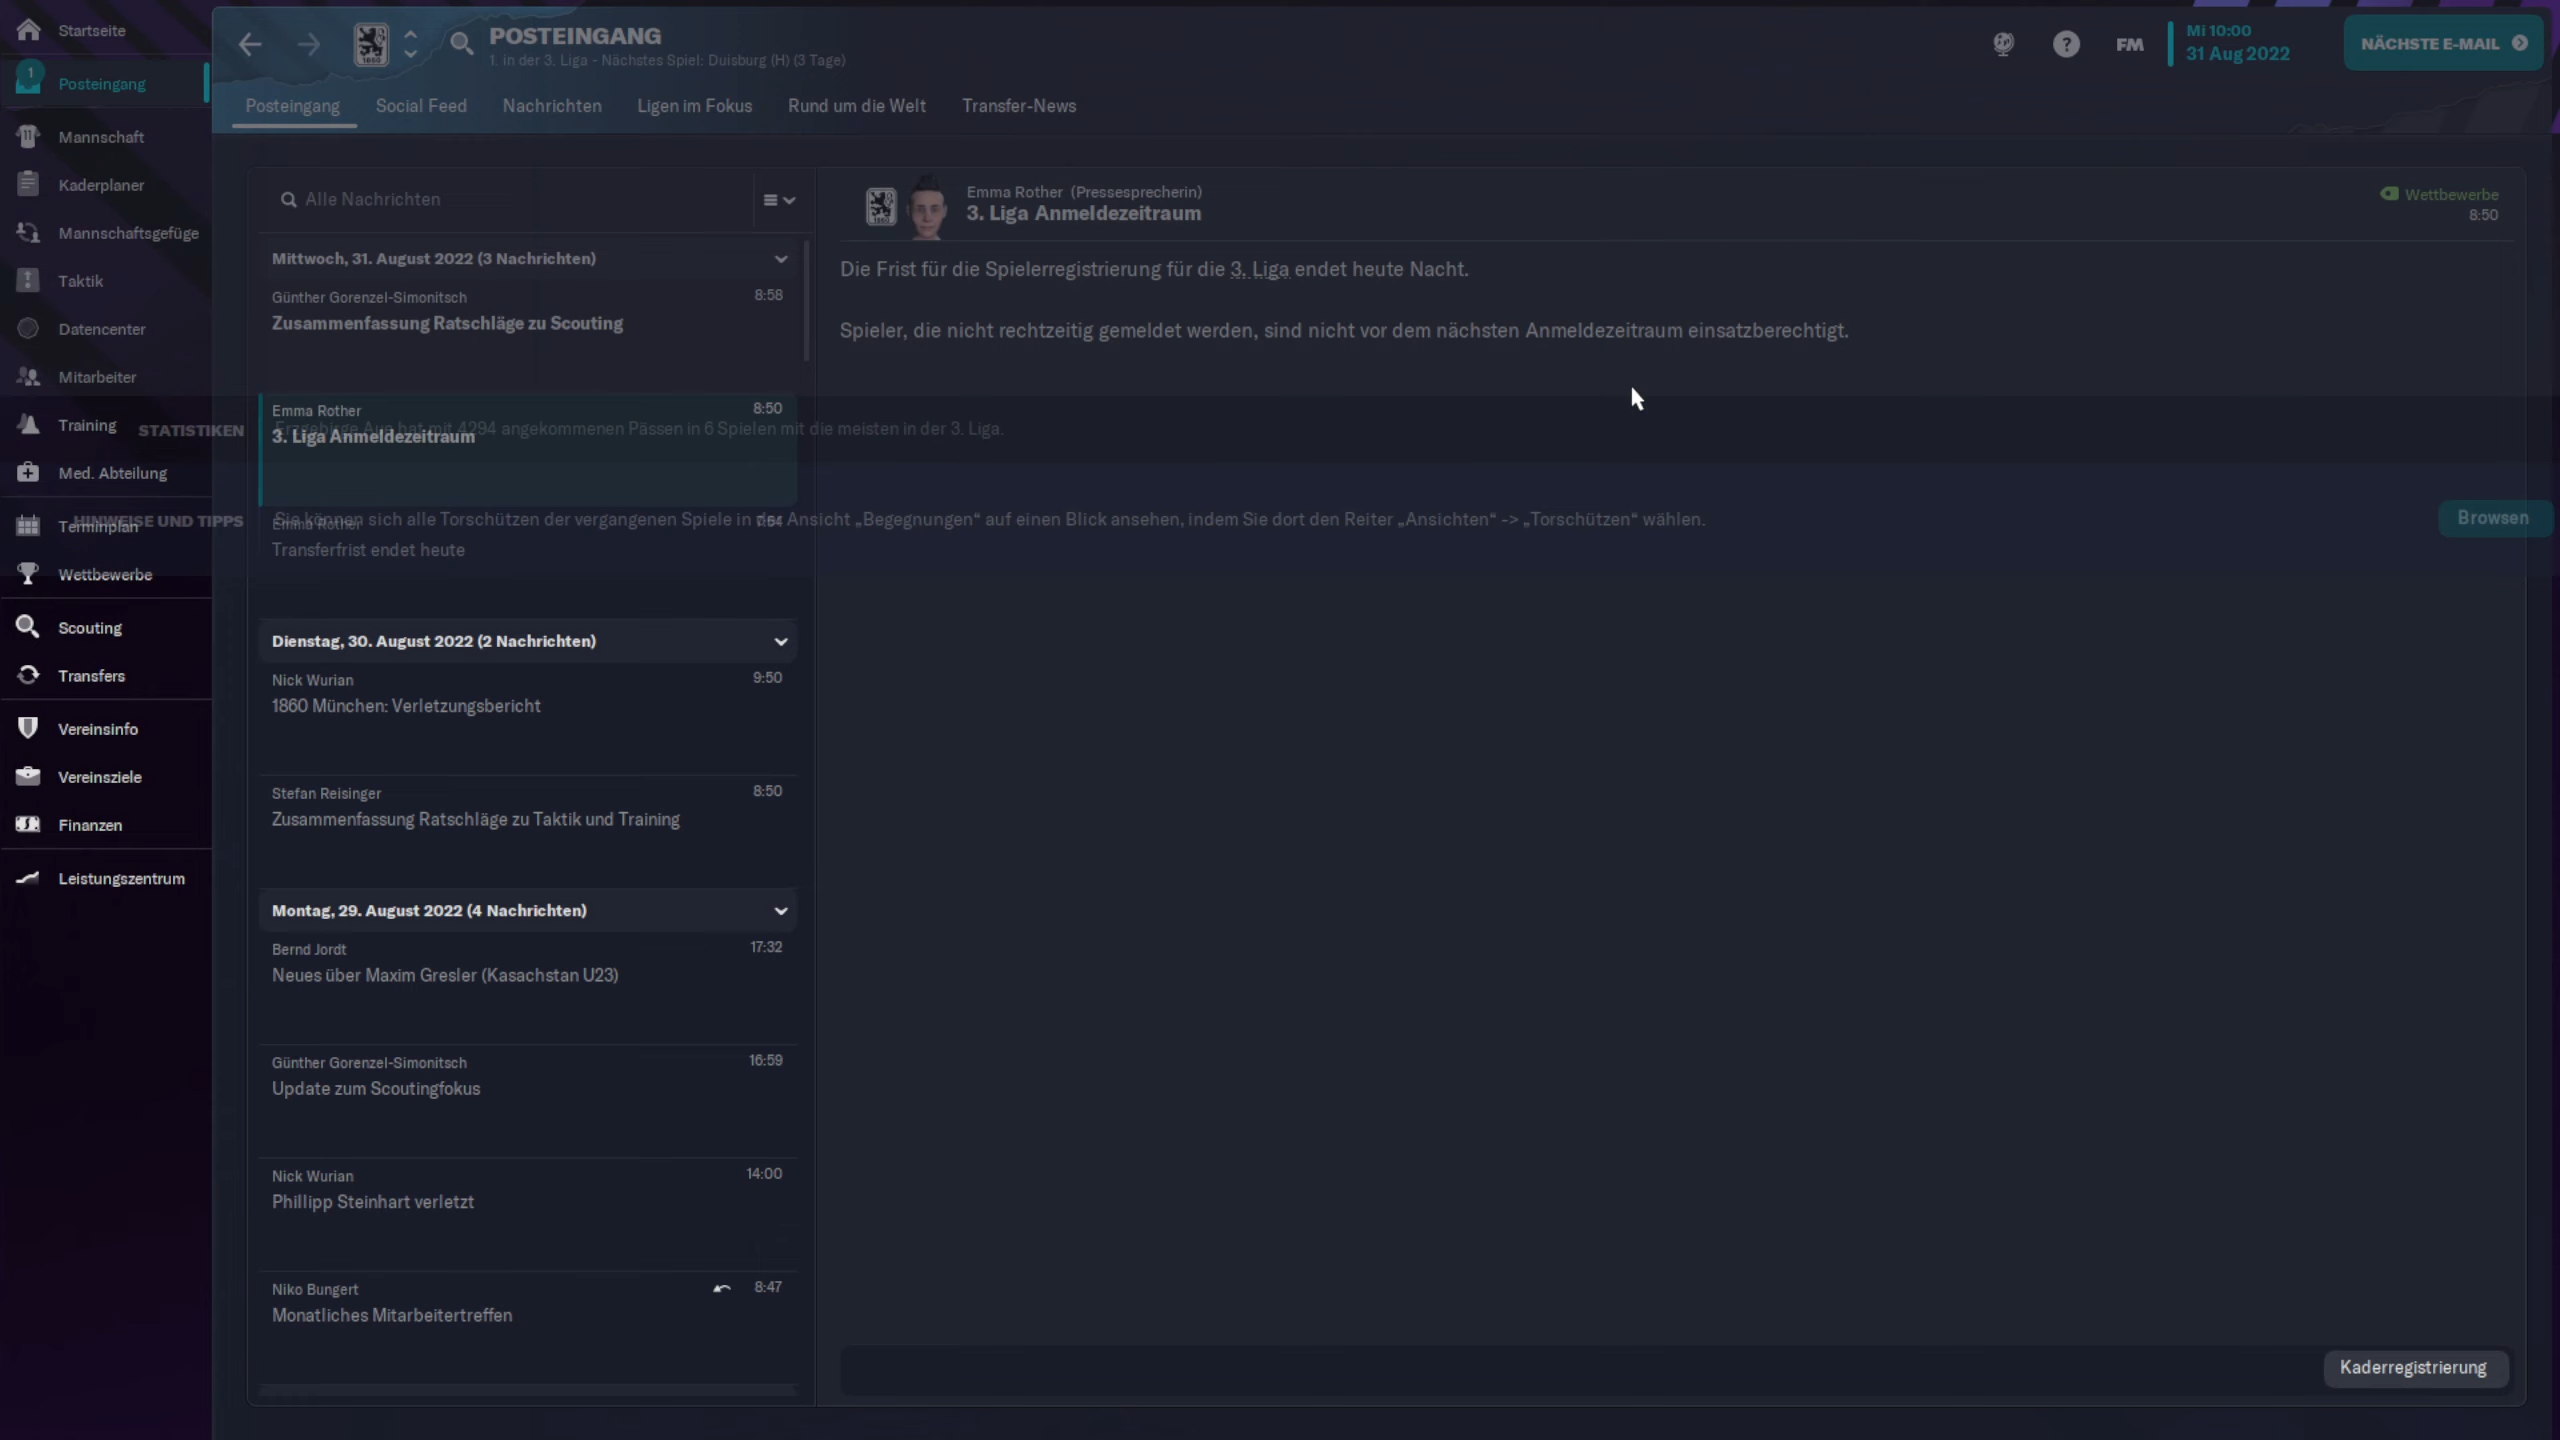 Startseite
1
Posteingang
Mannschaft
Kaderplaner
Mannschaftsgefüge
Taktik
Datencenter
Mitarbeiter
Training
Med. Abteilung
Terminplan
Wettbewerbe
Scouting
Transfers
Vereinsinfo
Vereinsziele
Finanzen
Leistungszentrum
POSTEINGANG
1. in der 3. Liga - Nächstes Spiel: Duisburg (H) (3 Tage)
FM
Mi 10:00
31 Aug 2022
NÄCHSTE E-MAIL
Posteingang
Social Feed
Nachrichten
Ligen im Fokus
Rund um die Welt
Transfer-News
Alle Nachrichten
Mittwoch, 31. August 2022 (3 Nachrichten)
Günther Gorenzel-Simonitsch 8:58
Zusammenfassung Ratschläge zu Scouting
Emma Rother 8:50
3. Liga Anmeldezeitraum
STATISTIKEN
Erzgebirge Aue hat mit 4294 angekommenen Pässen in 6 Spielen mit die meisten in der 3. Liga.
HINWEISE UND TIPPS
Sie können sich alle Torschützen der vergangenen Spiele in der Ansicht „Begegnungen“ auf einen Blick ansehen, indem Sie dort den Reiter „Ansichten“ -> „Torschützen“ wählen.
Browsen
Emma Rother
Transferfrist endet heute
Dienstag, 30. August 2022 (2 Nachrichten)
Nick Wurian 9:50
1860 München: Verletzungsbericht
Stefan Reisinger 8:50
Zusammenfassung Ratschläge zu Taktik und Training
Montag, 29. August 2022 (4 Nachrichten)
Bernd Jordt 17:32
Neues über Maxim Gresler (Kasachstan U23)
Günther Gorenzel-Simonitsch 16:59
Update zum Scoutingfokus
Nick Wurian 14:00
Phillipp Steinhart verletzt
Niko Bungert 8:47
Monatliches Mitarbeitertreffen
Emma Rother (Pressesprecherin)
3. Liga Anmeldezeitraum
Wettbewerbe
8:50
Die Frist für die Spielerregistrierung für die 3. Liga endet heute Nacht.
Spieler, die nicht rechtzeitig gemeldet werden, sind nicht vor dem nächsten Anmeldezeitraum einsatzberechtigt.
Kaderregistrierung